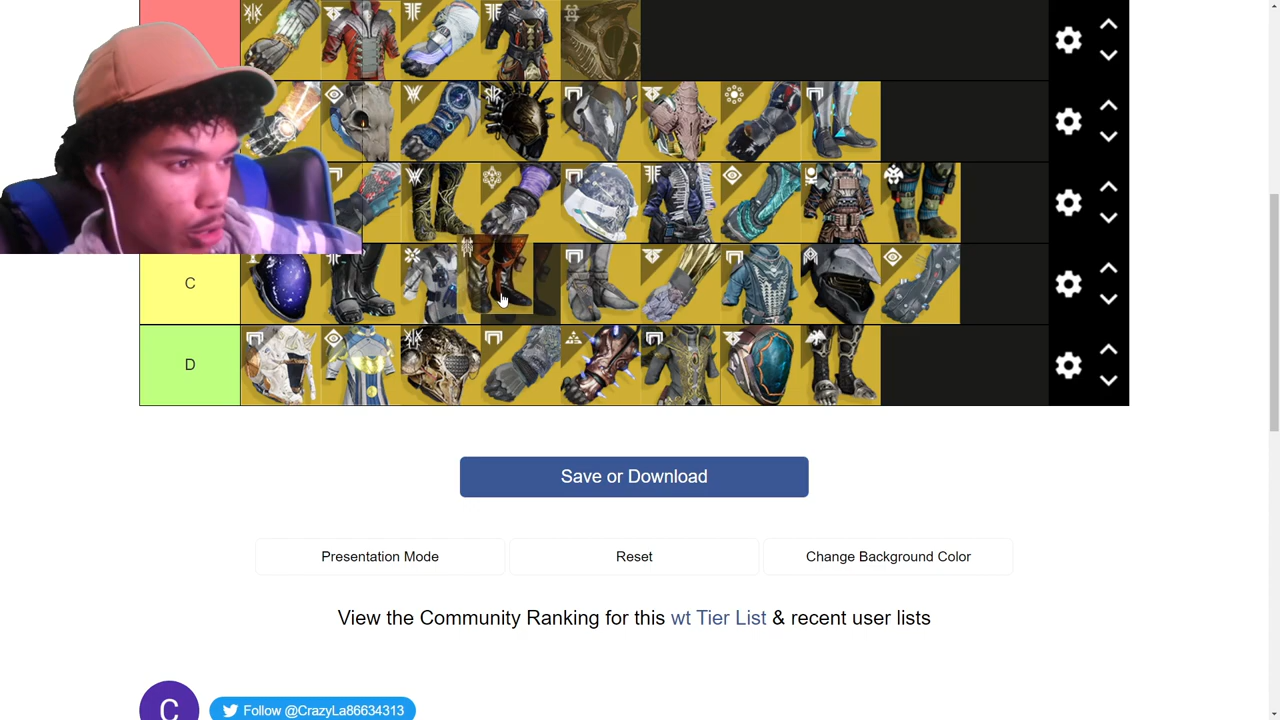 C
D
Save or Download
Presentation Mode
Reset
Change Background Color
View the Community Ranking for this wt Tier List & recent user lists
C
Follow @CrazyLa86634313